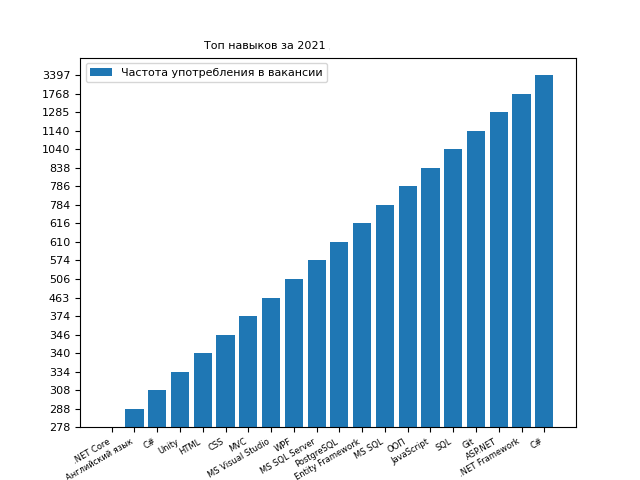 Топ навыков за 2021
Частота употребления в вакансии
3397
1768
1285
1140
1040
838
786
784
616
610
574
506
463
374
346
340
334
308
288
278
.NET Core
Английский язык
C#
Unity
HTML
CSS
MVC
MS Visual Studio
WPF
MS SQL Server
PostgreSQL
Entity Framework
MS SQL
ООП
JavaScript
SQL
Git
ASP.NET
.NET Framework
C#